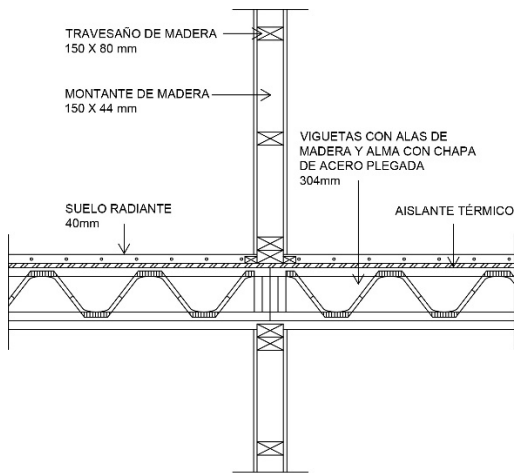 TRAVESAÑO DE MADERA
150 X 80 mm
MONTANTE DE MADERA
150 X 44 mm
VIGUETAS CON ALAS DE
MADERA Y ALMA CON CHAPA
DE ACERO PLEGADA
304mm
SUELO RADIANTE
40mm
AISLANTE TÉRMICO